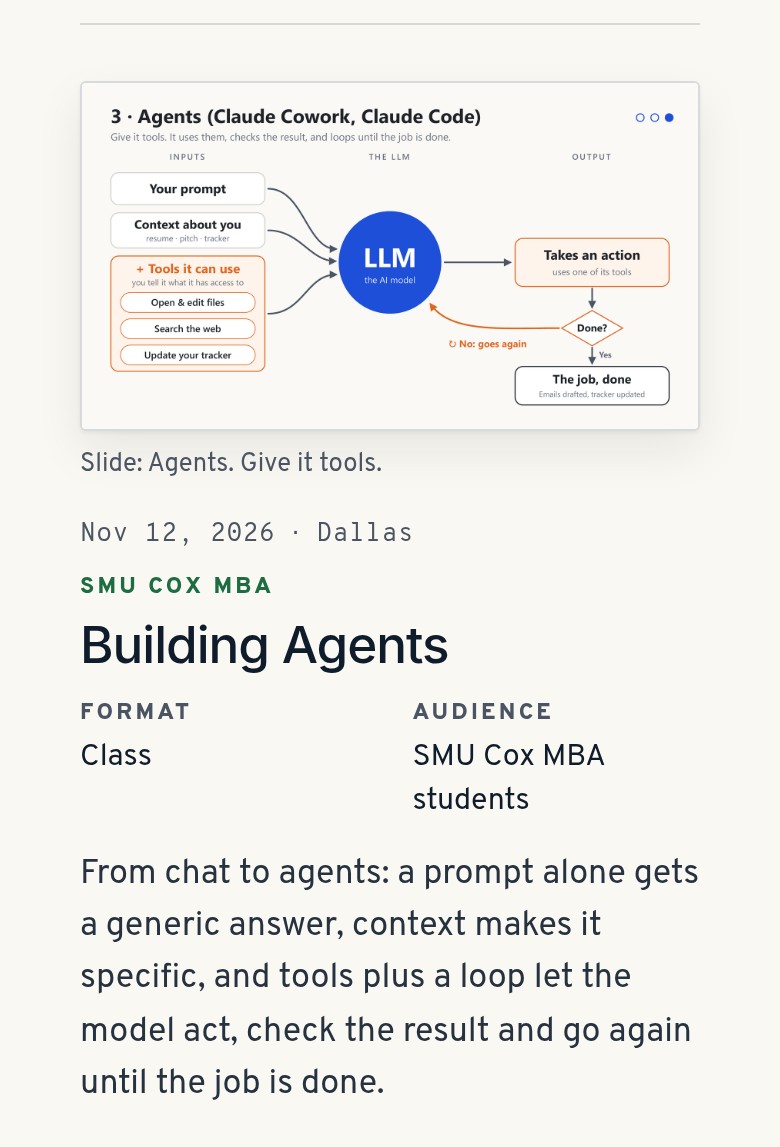 3 · Agents (Claude Cowork, Claude Code)
Give it tools. It uses them, checks the result, and loops until the job is done.
INPUTS
THE LLM
OUTPUT
Your prompt
Context about you
resume · pitch · tracker
+ Tools it can use
you tell it what it has access to
Open & edit files
Search the web
Update your tracker
LLM
the AI model
Takes an action
uses one of its tools
Done?
↻ No: goes again
Yes
The job, done
Emails drafted, tracker updated
Slide: Agents. Give it tools.
Nov 12, 2026 · Dallas
SMU COX MBA
Building Agents
FORMAT
Class
AUDIENCE
SMU Cox MBA
students
From chat to agents: a prompt alone gets
a generic answer, context makes it
specific, and tools plus a loop let the
model act, check the result and go again
until the job is done.